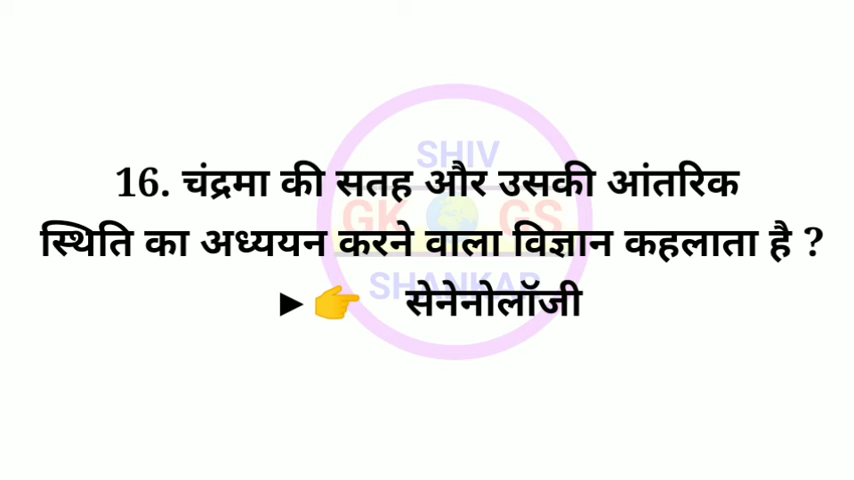 SHIV
16. चंद्रमा की सतह और उसकी आंतरिक
GK GS
स्थिति का अध्ययन करने वाला विज्ञान कहलाता है ?
SHANKAR
►👉 सेनेनोलॉजी